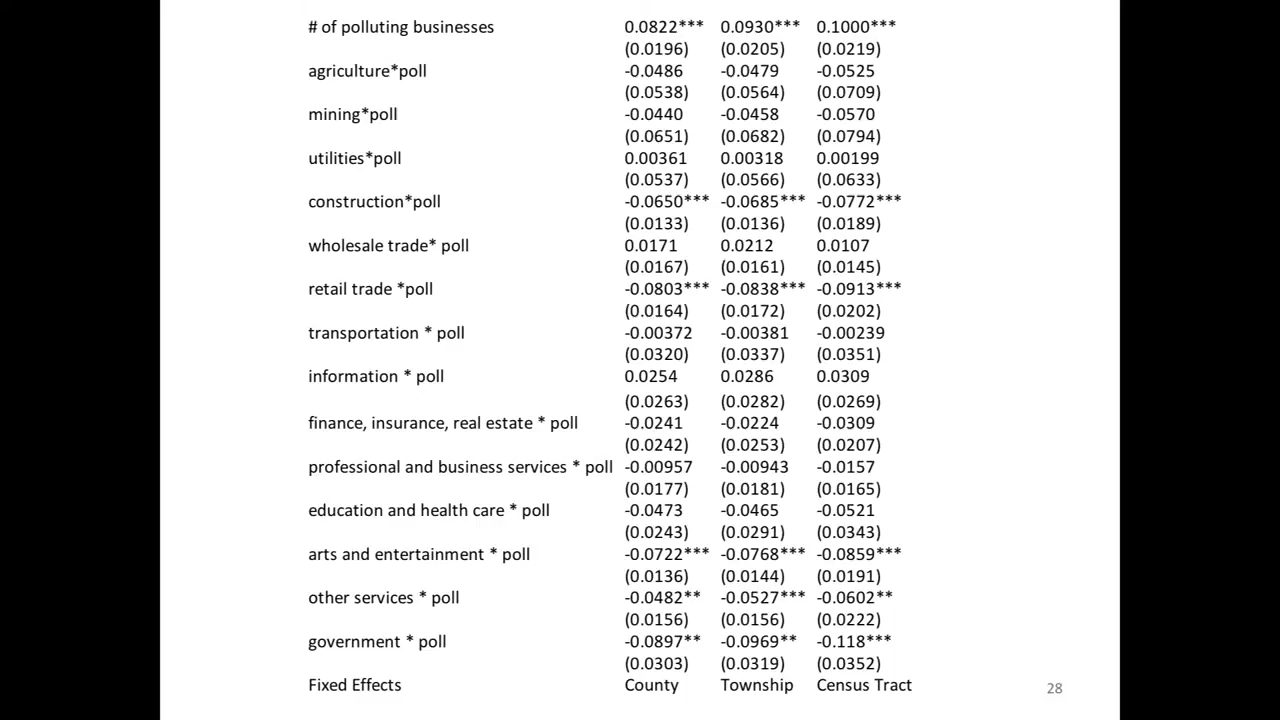 # of polluting businesses 0.0822*** 0.0930*** 0.1000***
(0.0196) (0.0205) (0.0219)
agriculture*poll -0.0486 -0.0479 -0.0525
(0.0538) (0.0564) (0.0709)
mining*poll -0.0440 -0.0458 -0.0570
(0.0651) (0.0682) (0.0794)
utilities*poll 0.00361 0.00318 0.00199
(0.0537) (0.0566) (0.0633)
construction*poll -0.0650*** -0.0685*** -0.0772***
(0.0133) (0.0136) (0.0189)
wholesale trade* poll 0.0171 0.0212 0.0107
(0.0167) (0.0161) (0.0145)
retail trade *poll -0.0803*** -0.0838*** -0.0913***
(0.0164) (0.0172) (0.0202)
transportation * poll -0.00372 -0.00381 -0.00239
(0.0320) (0.0337) (0.0351)
information * poll 0.0254 0.0286 0.0309
(0.0263) (0.0282) (0.0269)
finance, insurance, real estate * poll -0.0241 -0.0224 -0.0309
(0.0242) (0.0253) (0.0207)
professional and business services * poll -0.00957 -0.00943 -0.0157
(0.0177) (0.0181) (0.0165)
education and health care * poll -0.0473 -0.0465 -0.0521
(0.0243) (0.0291) (0.0343)
arts and entertainment * poll -0.0722*** -0.0768*** -0.0859***
(0.0136) (0.0144) (0.0191)
other services * poll -0.0482** -0.0527*** -0.0602**
(0.0156) (0.0156) (0.0222)
government * poll -0.0897** -0.0969** -0.118***
(0.0303) (0.0319) (0.0352)
Fixed Effects County Township Census Tract
28